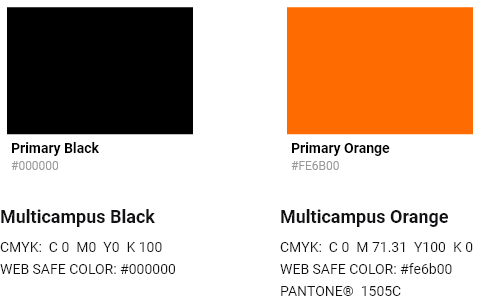 Primary Black
#000000
Multicampus Black
CMYK: C 0 M0 Y0 K 100
WEB SAFE COLOR: #000000
Primary Orange
#FE6B00
Multicampus Orange
CMYK: C 0 M 71.31 Y100 K 0
WEB SAFE COLOR: #fe6b00
PANTONE® 1505C